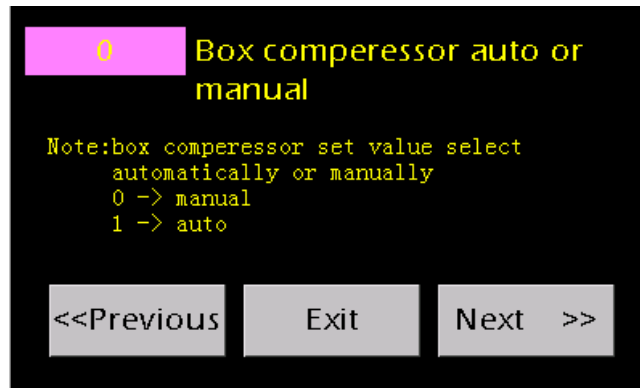 0
Box comperessor auto or
manual
Note:box comperessor set value select
automatically or manually
0 -> manual
1 -> auto
<<Previous
Exit
Next >>